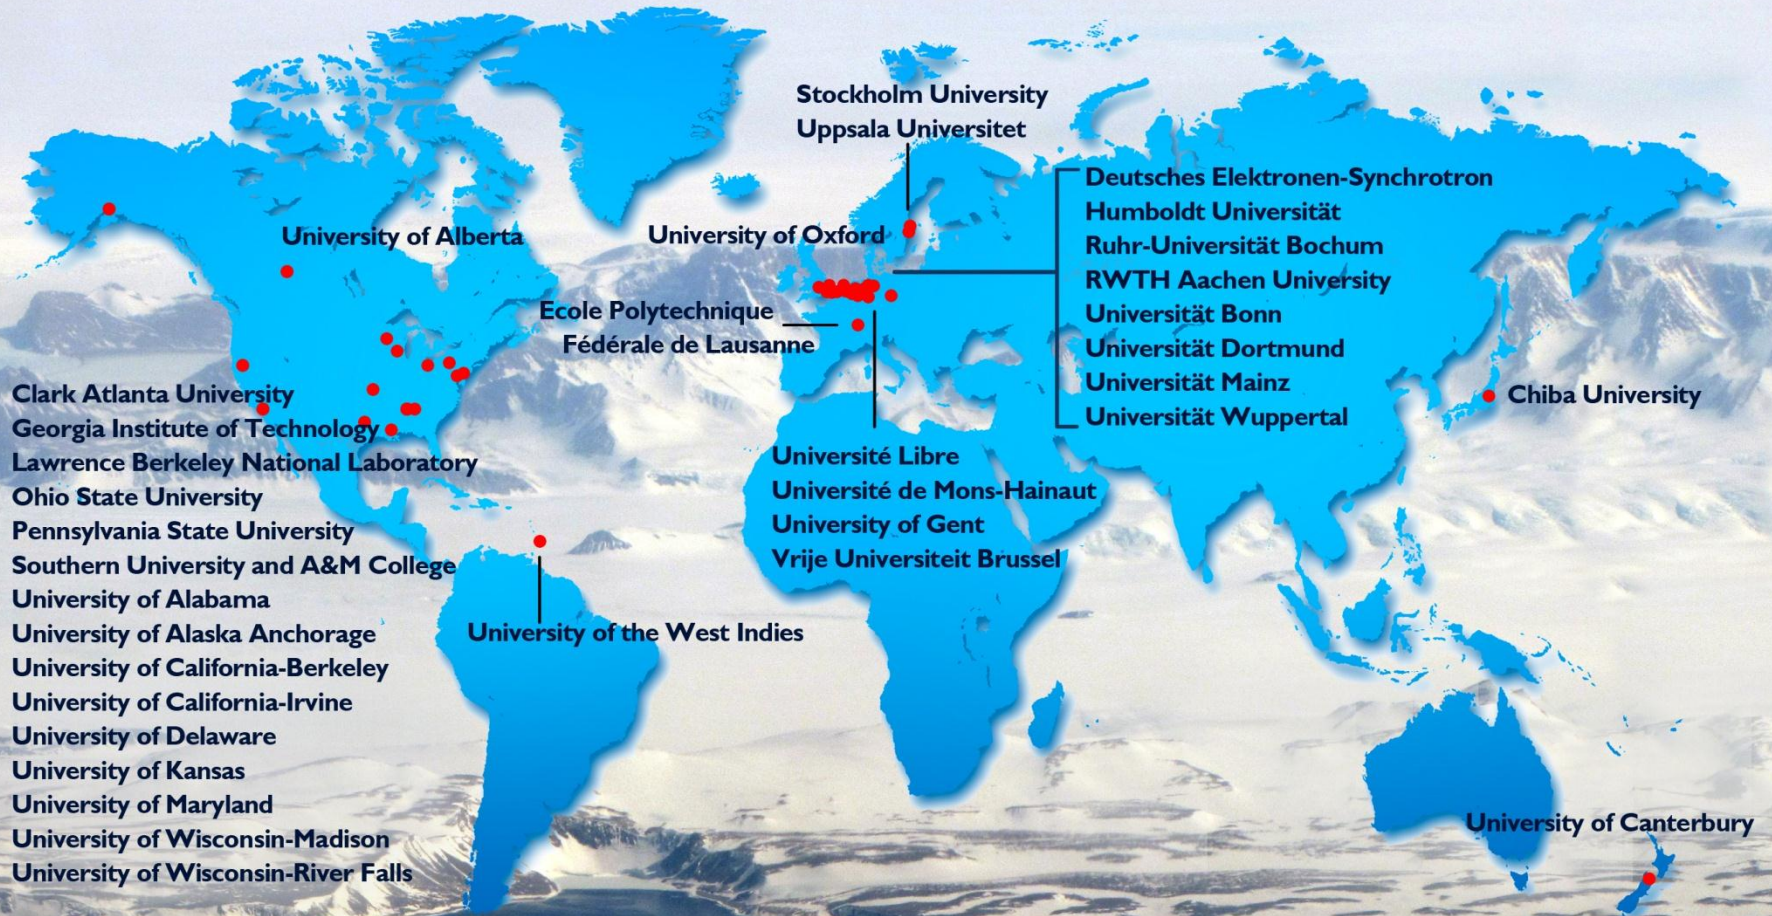 Stockholm University
Uppsala Universitet
Deutsches Elektronen-Synchrotron
Humboldt Universität
Ruhr-Universität Bochum
RWTH Aachen University
Universität Bonn
Universität Dortmund
Universität Mainz
Universität Wuppertal
University of Alberta
University of Oxford
Ecole Polytechnique
Fédérale de Lausanne
Clark Atlanta University
Georgia Institute of Technology
Lawrence Berkeley National Laboratory
Ohio State University
Pennsylvania State University
Southern University and A&M College
University of Alabama
University of Alaska Anchorage
University of California-Berkeley
University of California-Irvine
University of Delaware
University of Kansas
University of Maryland
University of Wisconsin-Madison
University of Wisconsin-River Falls
Université Libre
Université de Mons-Hainaut
University of Gent
Vrije Universiteit Brussel
Chiba University
University of the West Indies
University of Canterbury